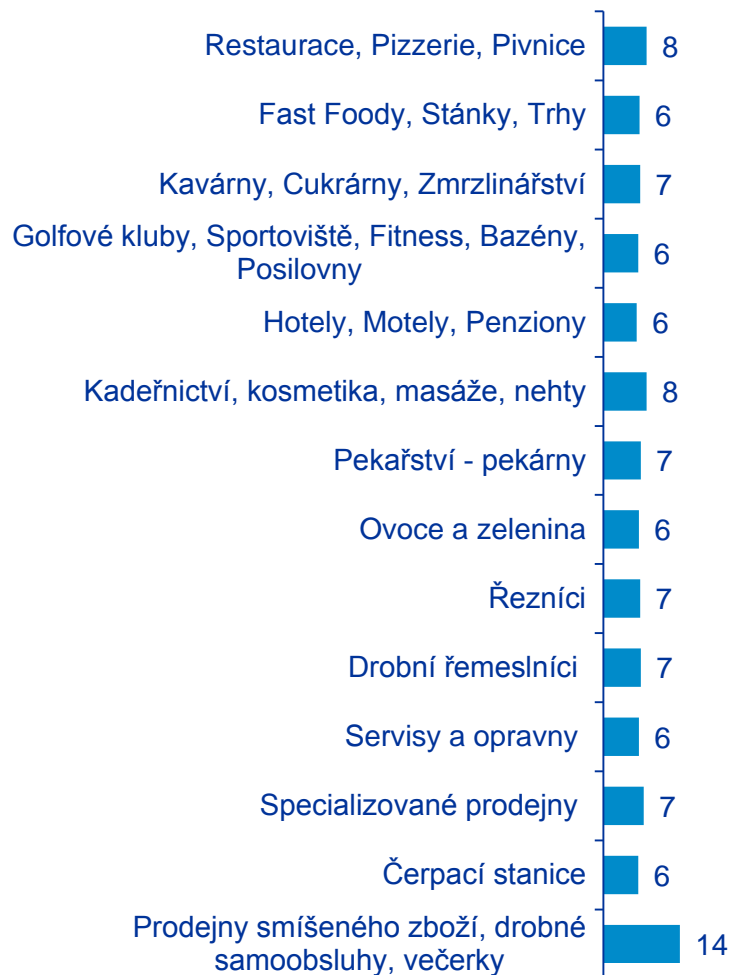 Restaurace, Pizzerie, Pivnice 8
Fast Foody, Stánky, Trhy 6
Kavárny, Cukrárny, Zmrzlinářství 7
Golfové kluby, Sportoviště, Fitness, Bazény,
Posilovny 6
Hotely, Motely, Penziony 6
Kadeřnictví, kosmetika, masáže, nehty 8
Pekařství - pekárny 7
Ovoce a zelenina 6
Řezníci 7
Drobní řemeslníci 7
Servisy a opravny 6
Specializované prodejny 7
Čerpací stanice 6
Prodejny smíšeného zboží, drobné
samoobsluhy, večerky 14